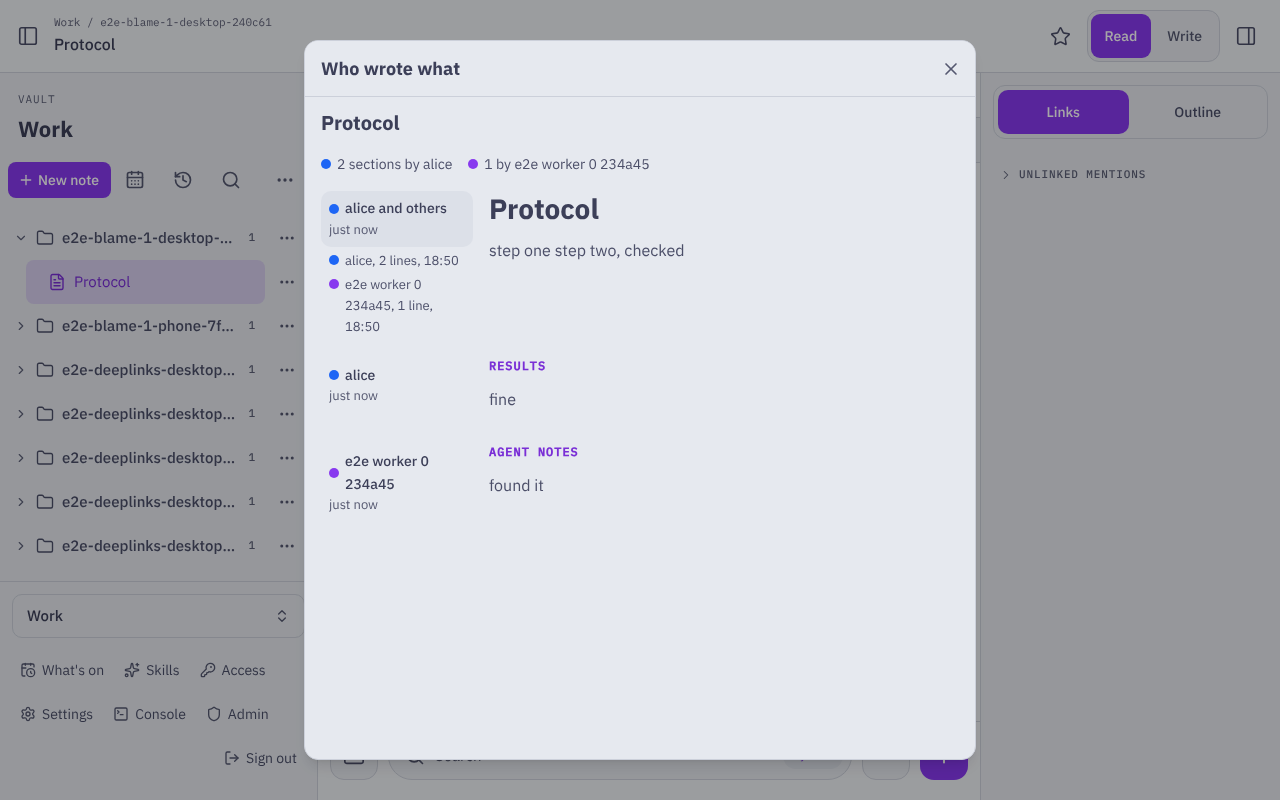 Work / e2e-blame-1-desktop-240c61
Protocol
Read
Write
VAULT
Work
New note
e2e-blame-1-desktop-... 1
Protocol
e2e-blame-1-phone-7f... 1
e2e-deeplinks-desktop... 1
e2e-deeplinks-desktop... 1
e2e-deeplinks-desktop... 1
e2e-deeplinks-desktop... 1
e2e-deeplinks-desktop... 1
Work
What's on
Skills
Access
Settings
Console
Admin
Sign out
Who wrote what
Protocol
2 sections by alice
1 by e2e worker 0 234a45
alice and others
just now
alice, 2 lines, 18:50
e2e worker 0
234a45, 1 line,
18:50
Protocol
step one step two, checked
alice
just now
RESULTS
fine
e2e worker 0
234a45
just now
AGENT NOTES
found it
Links
Outline
UNLINKED MENTIONS